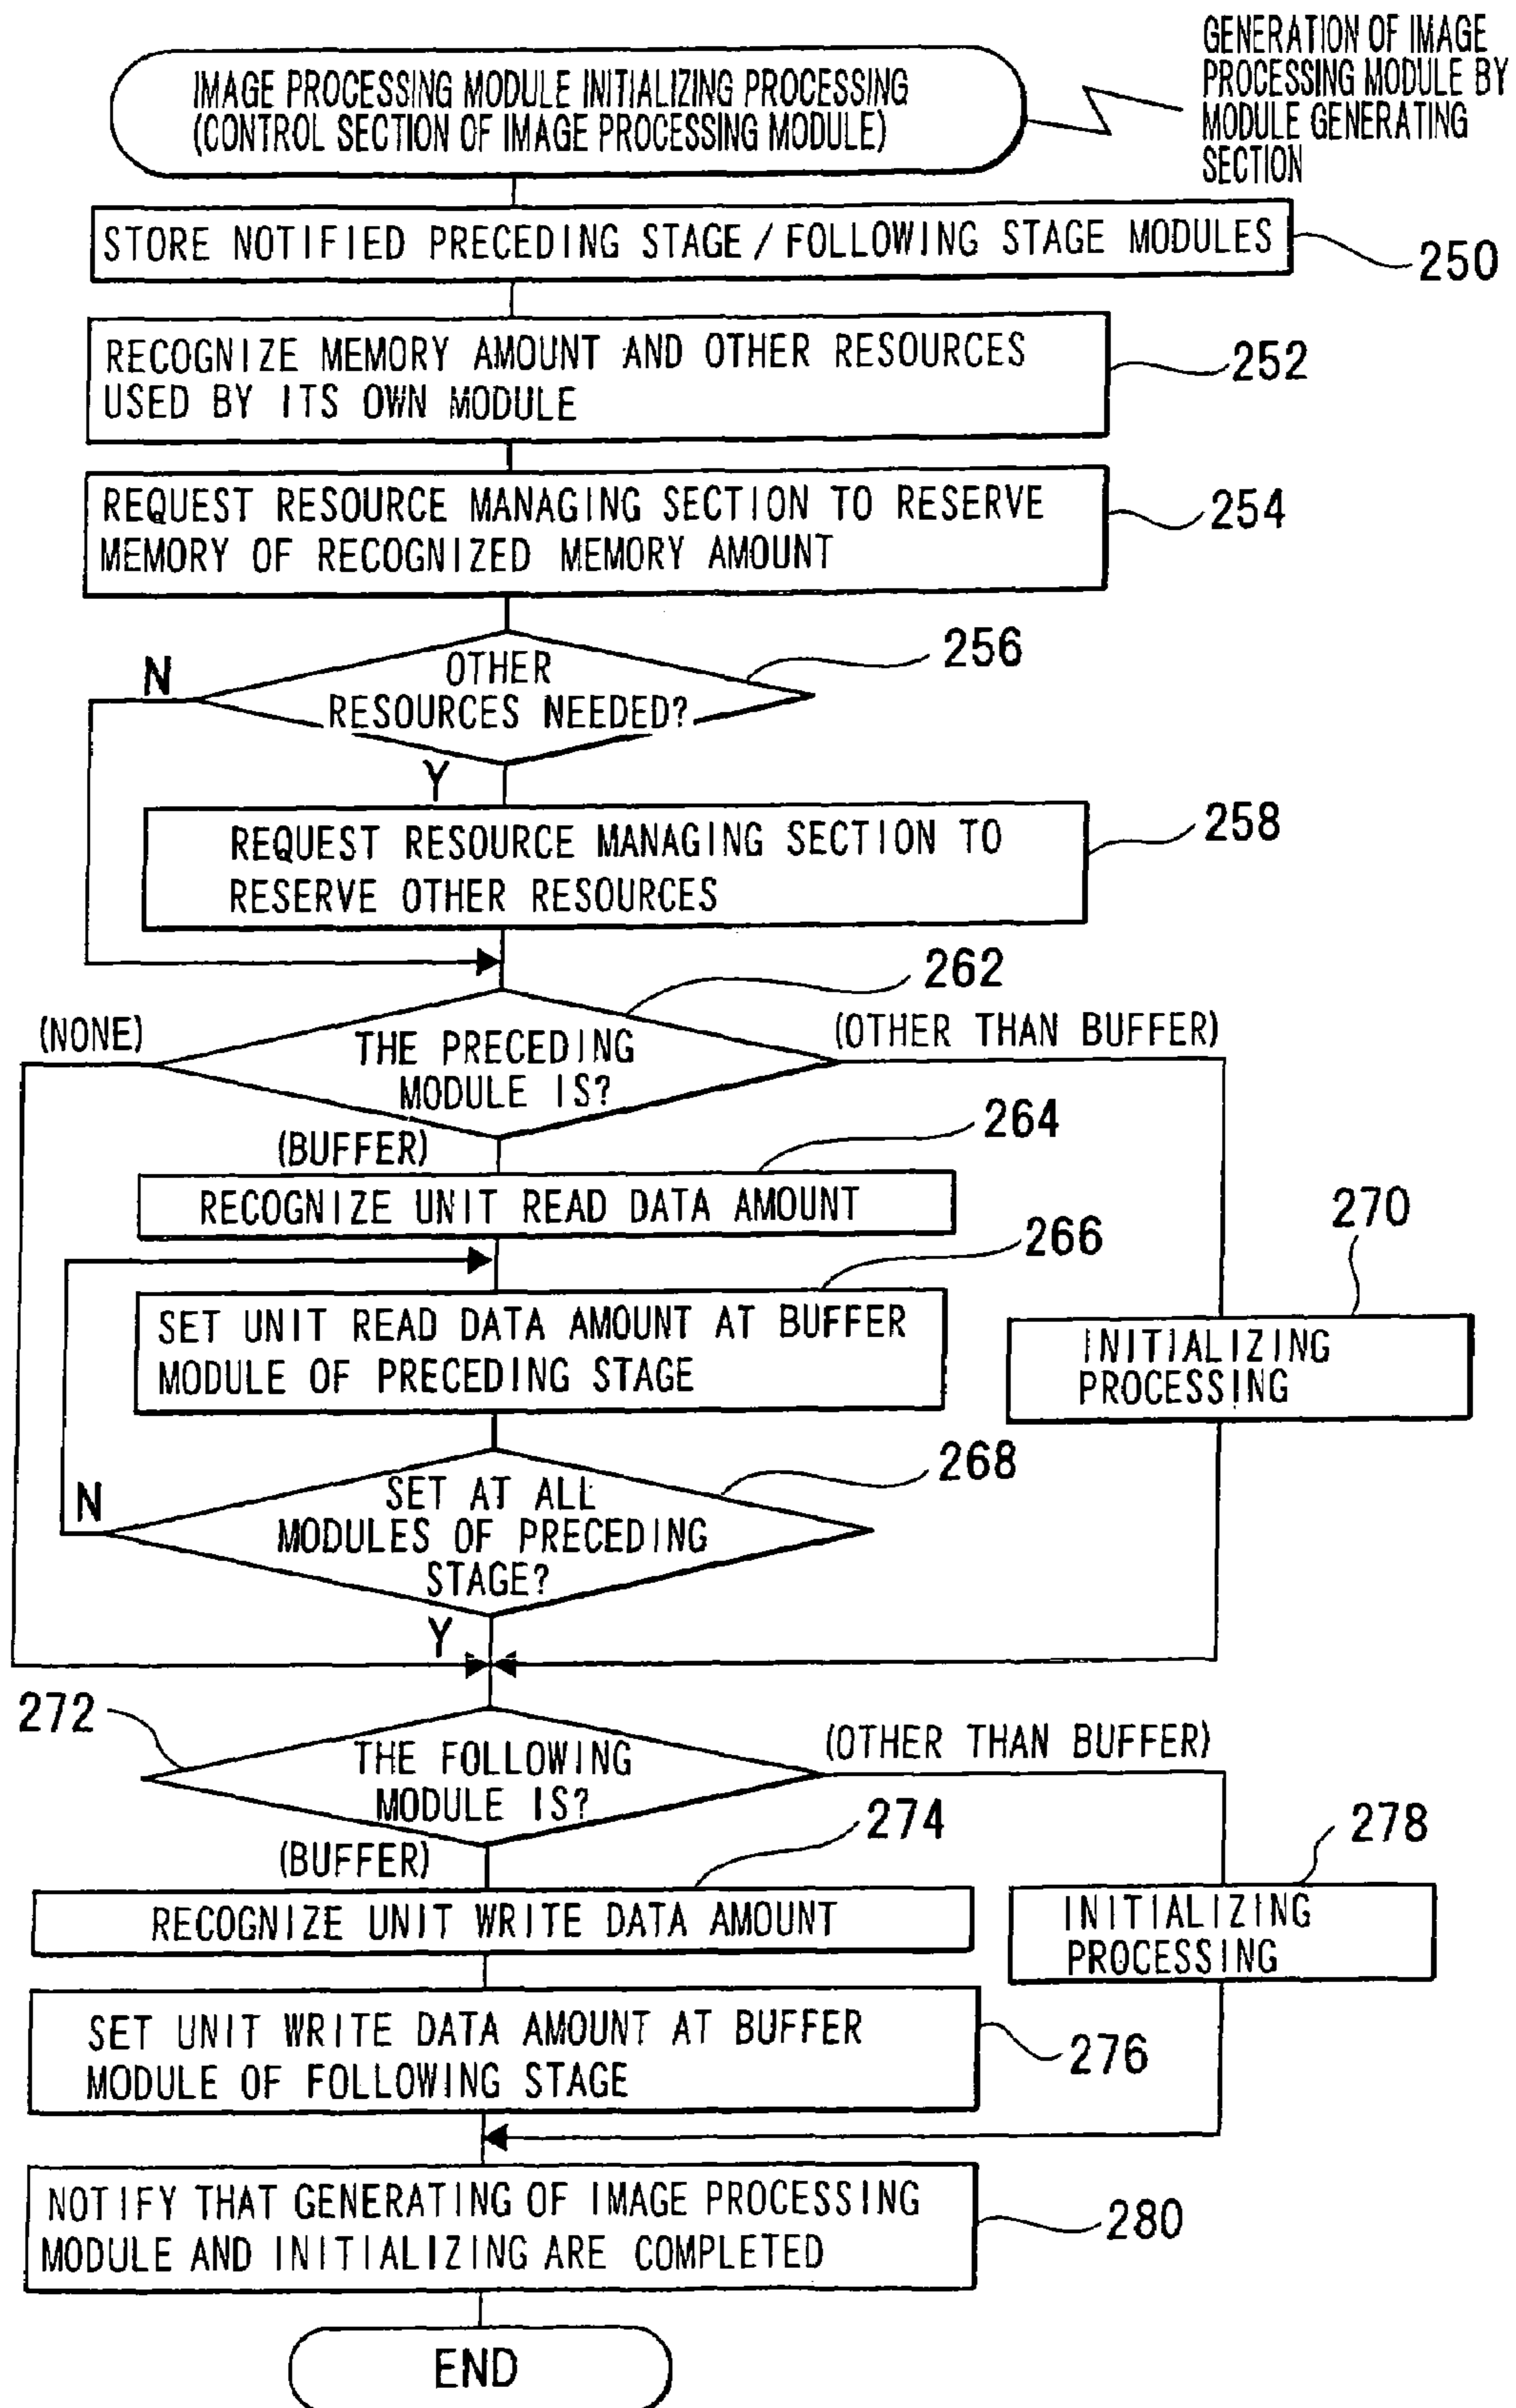 GENERATION OF IMAGE
PROCESSING MODULE BY
MODULE GENERATING
SECTION
IMAGE PROCESSING MODULE INITIALIZING PROCESSING
(CONTROL SECTION OF IMAGE PROCESSING MODULE)
STORE NOTIFIED PRECEDING STAGE/FOLLOWING STAGE MODULES
250
RECOGNIZE MEMORY AMOUNT AND OTHER RESOURCES
USED BY ITS OWN MODULE
252
REQUEST RESOURCE MANAGING SECTION TO RESERVE
MEMORY OF RECOGNIZED MEMORY AMOUNT
254
OTHER
RESOURCES NEEDED?
256
N
Y
REQUEST RESOURCE MANAGING SECTION TO
RESERVE OTHER RESOURCES
258
262
(NONE)
THE PRECEDING
MODULE IS?
(OTHER THAN BUFFER)
(BUFFER)
264
RECOGNIZE UNIT READ DATA AMOUNT
266
SET UNIT READ DATA AMOUNT AT BUFFER
MODULE OF PRECEDING STAGE
270
INITIALIZING
PROCESSING
268
N
SET AT ALL
MODULES OF PRECEDING
STAGE?
Y
272
THE FOLLOWING
MODULE IS?
(OTHER THAN BUFFER)
(BUFFER)
274
RECOGNIZE UNIT WRITE DATA AMOUNT
278
INITIALIZING
PROCESSING
SET UNIT WRITE DATA AMOUNT AT BUFFER
MODULE OF FOLLOWING STAGE
276
NOTIFY THAT GENERATING OF IMAGE PROCESSING
MODULE AND INITIALIZING ARE COMPLETED
280
END